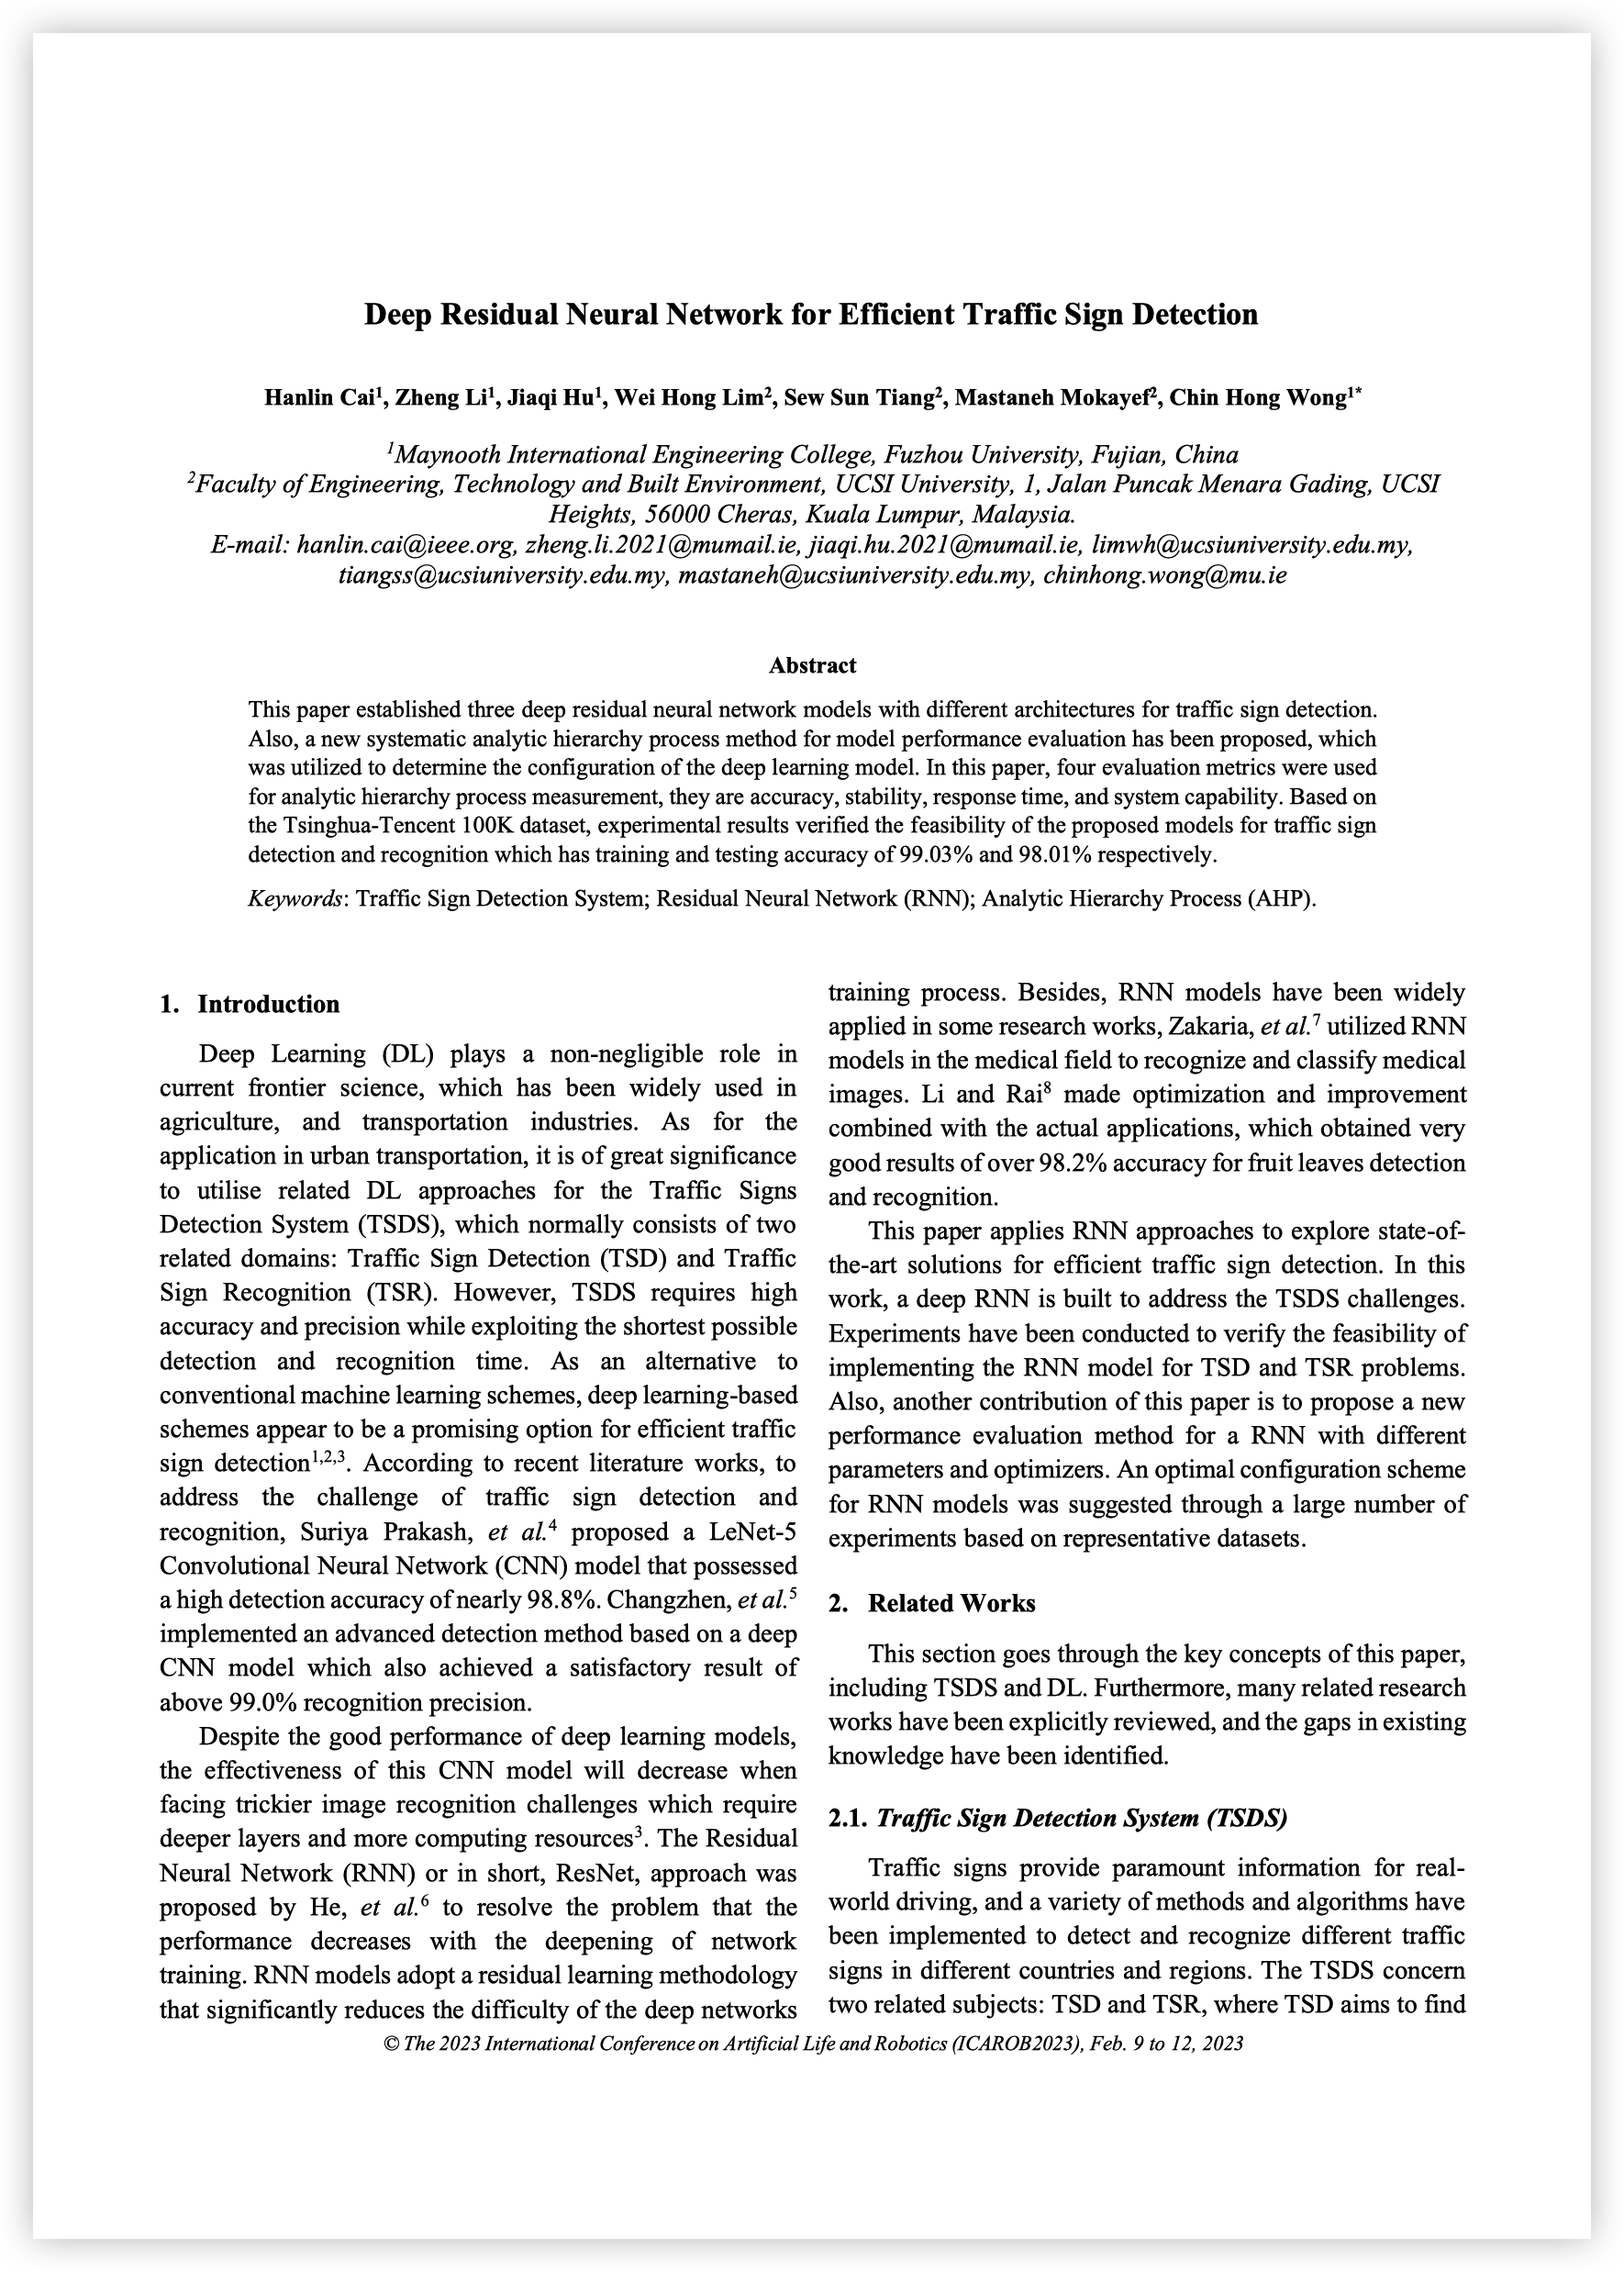 Deep Residual Neural Network for Efficient Traffic Sign Detection
Hanlin Cai1, Zheng Li1, Jiaqi Hu1, Wei Hong Lim2, Sew Sun Tiang2, Mastaneh Mokayef2, Chin Hong Wong1*
1Maynooth International Engineering College, Fuzhou University, Fujian, China
2Faculty of Engineering, Technology and Built Environment, UCSI University, 1, Jalan Puncak Menara Gading, UCSI
Heights, 56000 Cheras, Kuala Lumpur, Malaysia.
E-mail: hanlin.cai@ieee.org, zheng.li.2021@mumail.ie, jiaqi.hu.2021@mumail.ie, limwh@ucsiuniversity.edu.my,
tiangss@ucsiuniversity.edu.my, mastaneh@ucsiuniversity.edu.my, chinhong.wong@mu.ie
Abstract
This paper established three deep residual neural network models with different architectures for traffic sign detection.
Also, a new systematic analytic hierarchy process method for model performance evaluation has been proposed, which
was utilized to determine the configuration of the deep learning model. In this paper, four evaluation metrics were used
for analytic hierarchy process measurement, they are accuracy, stability, response time, and system capability. Based on
the Tsinghua-Tencent 100K dataset, experimental results verified the feasibility of the proposed models for traffic sign
detection and recognition which has training and testing accuracy of 99.03% and 98.01% respectively.
Keywords: Traffic Sign Detection System; Residual Neural Network (RNN); Analytic Hierarchy Process (AHP).
1. Introduction
Deep Learning (DL) plays a non-negligible role in
current frontier science, which has been widely used in
agriculture, and transportation industries. As for the
application in urban transportation, it is of great significance
to utilise related DL approaches for the Traffic Signs
Detection System (TSDS), which normally consists of two
related domains: Traffic Sign Detection (TSD) and Traffic
Sign Recognition (TSR). However, TSDS requires high
accuracy and precision while exploiting the shortest possible
detection and recognition time. As an alternative to
conventional machine learning schemes, deep learning-based
schemes appear to be a promising option for efficient traffic
sign detection1,2,3. According to recent literature works, to
address the challenge of traffic sign detection and
recognition, Suriya Prakash, et al.4 proposed a LeNet-5
Convolutional Neural Network (CNN) model that possessed
a high detection accuracy of nearly 98.8%. Changzhen, et al.5
implemented an advanced detection method based on a deep
CNN model which also achieved a satisfactory result of
above 99.0% recognition precision.
Despite the good performance of deep learning models,
the effectiveness of this CNN model will decrease when
facing trickier image recognition challenges which require
deeper layers and more computing resources3. The Residual
Neural Network (RNN) or in short, ResNet, approach was
proposed by He, et al.6 to resolve the problem that the
performance decreases with the deepening of network
training. RNN models adopt a residual learning methodology
that significantly reduces the difficulty of the deep networks
training process. Besides, RNN models have been widely
applied in some research works, Zakaria, et al.7 utilized RNN
models in the medical field to recognize and classify medical
images. Li and Rai8 made optimization and improvement
combined with the actual applications, which obtained very
good results of over 98.2% accuracy for fruit leaves detection
and recognition.
This paper applies RNN approaches to explore state-of-
the-art solutions for efficient traffic sign detection. In this
work, a deep RNN is built to address the TSDS challenges.
Experiments have been conducted to verify the feasibility of
implementing the RNN model for TSD and TSR problems.
Also, another contribution of this paper is to propose a new
performance evaluation method for a RNN with different
parameters and optimizers. An optimal configuration scheme
for RNN models was suggested through a large number of
experiments based on representative datasets.
2. Related Works
This section goes through the key concepts of this paper,
including TSDS and DL. Furthermore, many related research
works have been explicitly reviewed, and the gaps in existing
knowledge have been identified.
2.1. Traffic Sign Detection System (TSDS)
Traffic signs provide paramount information for real-
world driving, and a variety of methods and algorithms have
been implemented to detect and recognize different traffic
signs in different countries and regions. The TSDS concern
two related subjects: TSD and TSR, where TSD aims to find
© The 2023 International Conference on Artificial Life and Robotics (ICAROB2023), Feb. 9 to 12, 2023